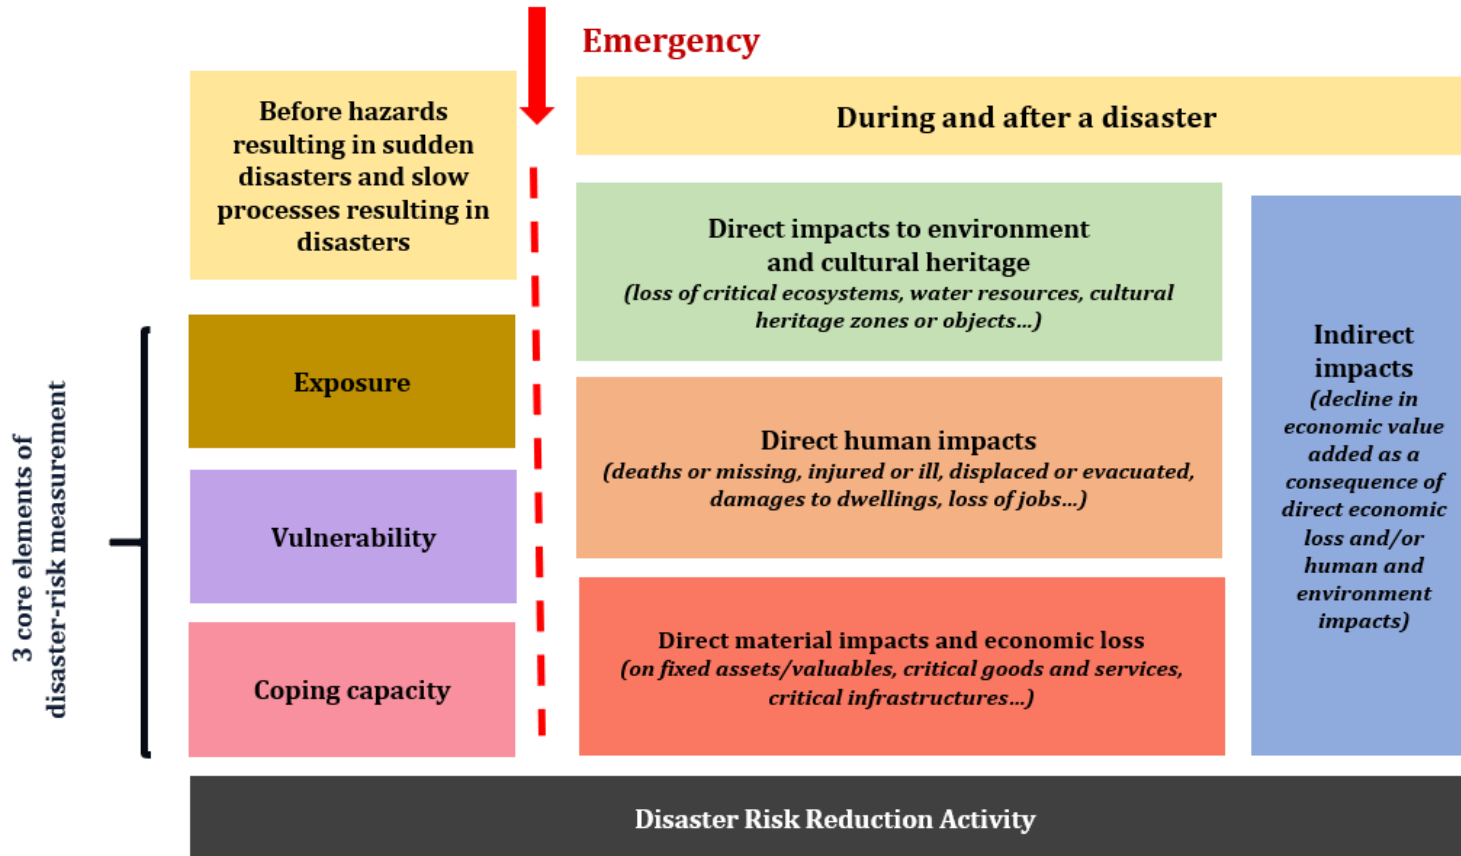 Emergency
Before hazards
resulting in sudden
disasters and slow
processes resulting in
disasters
During and after a disaster
3 core elements of
disaster-risk measurement
Exposure
Vulnerability
Coping capacity
Direct impacts to environment
and cultural heritage
(loss of critical ecosystems, water resources, cultural
heritage zones or objects…)
Direct human impacts
(deaths or missing, injured or ill, displaced or evacuated,
damages to dwellings, loss of jobs…)
Direct material impacts and economic loss
(on fixed assets/valuables, critical goods and services,
critical infrastructures…)
Indirect
impacts
(decline in
economic value
added as a
consequence of
direct economic
loss and/or
human and
environment
impacts)
Disaster Risk Reduction Activity